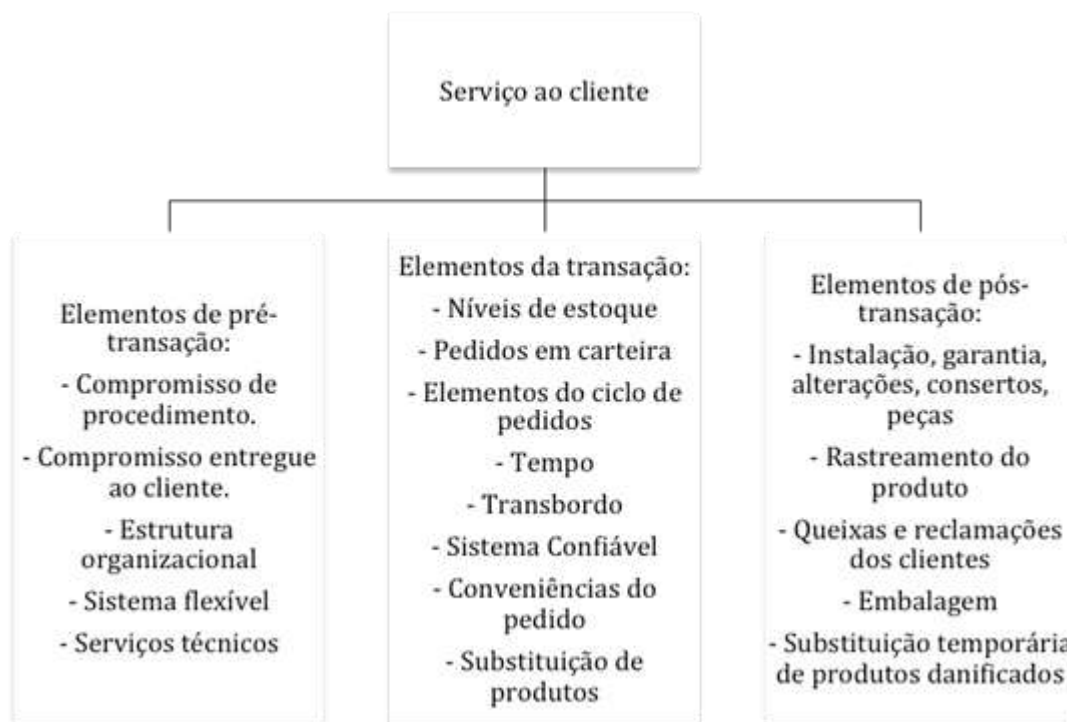 Serviço ao cliente
Elementos de pré-
transação:
- Compromisso de
procedimento.
- Compromisso entregue
ao cliente.
- Estrutura
organizacional
- Sistema flexível
- Serviços técnicos
Elementos da transação:
- Níveis de estoque
- Pedidos em carteira
- Elementos do ciclo de
pedidos
- Tempo
- Transbordo
- Sistema Confiável
- Conveniências do
pedido
- Substituição de
produtos
Elementos de pós-
transação:
- Instalação, garantia,
alterações, consertos,
peças
- Rastreamento do
produto
- Queixas e reclamações
dos clientes
- Embalagem
- Substituição temporária
de produtos danificados